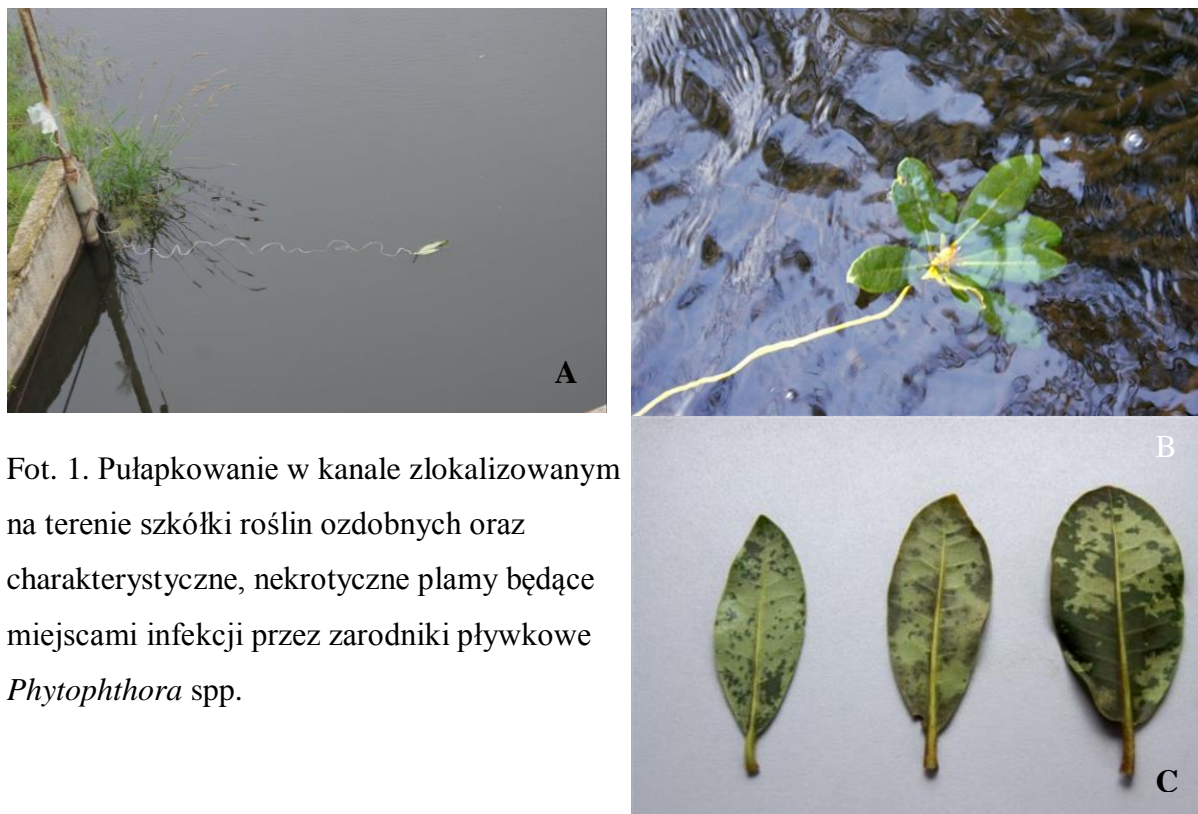 A
Fot. 1. Pułapkowanie w kanale zlokalizowanym
na terenie szkółki roślin ozdobnych oraz
charakterystyczne, nekrotyczne plamy będące
miejscami infekcji przez zarodniki pływkowe
Phytophthora spp.
B
C